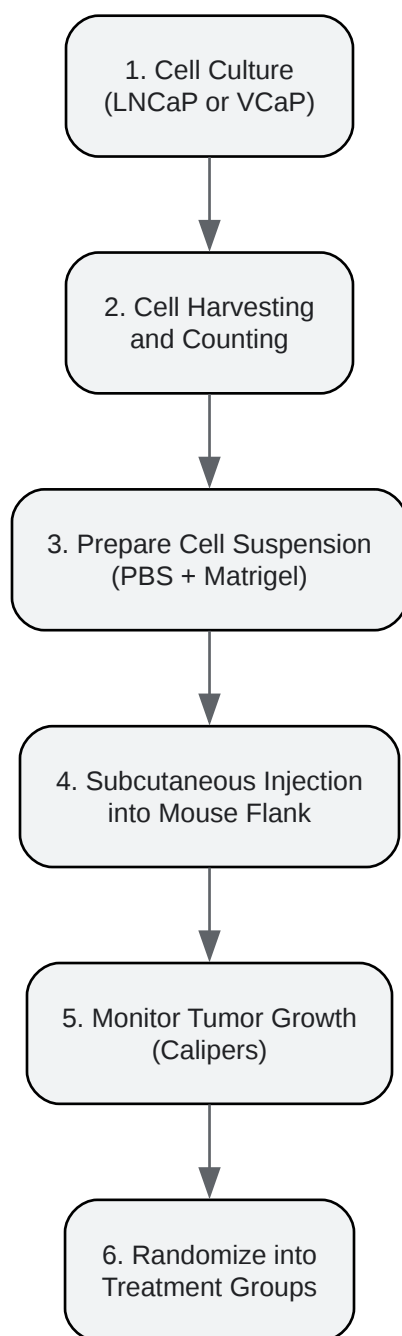 1. Cell Culture
(LNCaP or VCaP)
2. Cell Harvesting
and Counting
3. Prepare Cell Suspension
(PBS + Matrigel)
4. Subcutaneous Injection
into Mouse Flank
5. Monitor Tumor Growth
(Calipers)
6. Randomize into
Treatment Groups